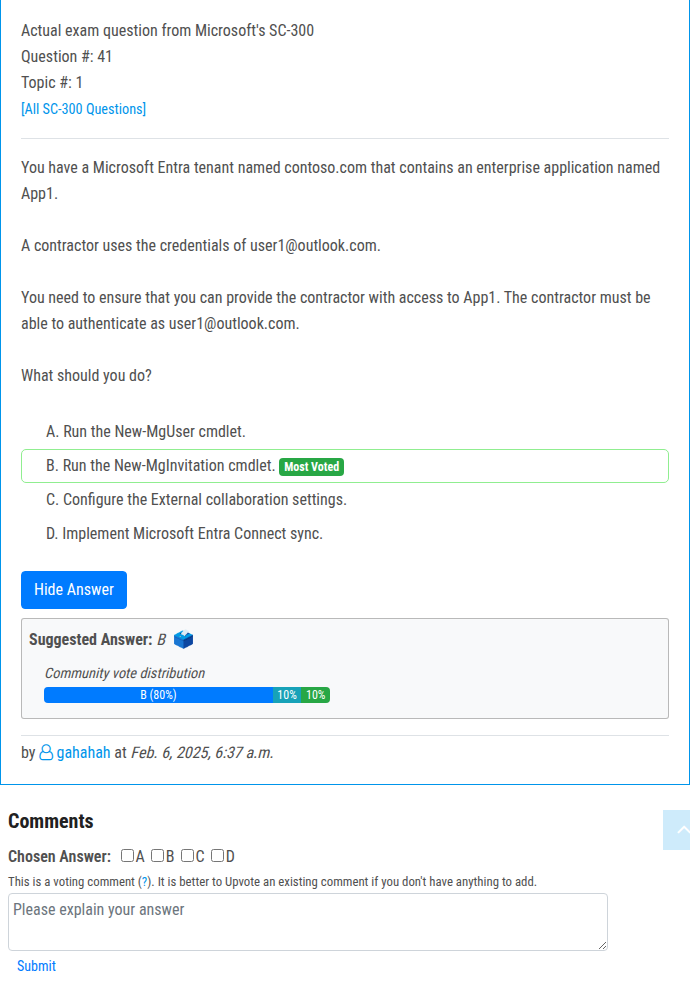 Actual exam question from Microsoft's SC-300
Question #: 41
Topic #: 1
[All SC-300 Questions]
You have a Microsoft Entra tenant named contoso.com that contains an enterprise application named
App1.
A contractor uses the credentials of user1@outlook.com.
You need to ensure that you can provide the contractor with access to App1. The contractor must be
able to authenticate as user1@outlook.com.
What should you do?
A. Run the New-MgUser cmdlet.
B. Run the New-MgInvitation cmdlet. Most Voted
C. Configure the External collaboration settings.
D. Implement Microsoft Entra Connect sync.
Hide Answer
Suggested Answer: B
Community vote distribution
B (80%) 10% 10%
by gahahah at Feb. 6, 2025, 6:37 a.m.
Comments
Chosen Answer: A B C D
This is a voting comment (?). It is better to Upvote an existing comment if you don't have anything to add.
Please explain your answer
Submit